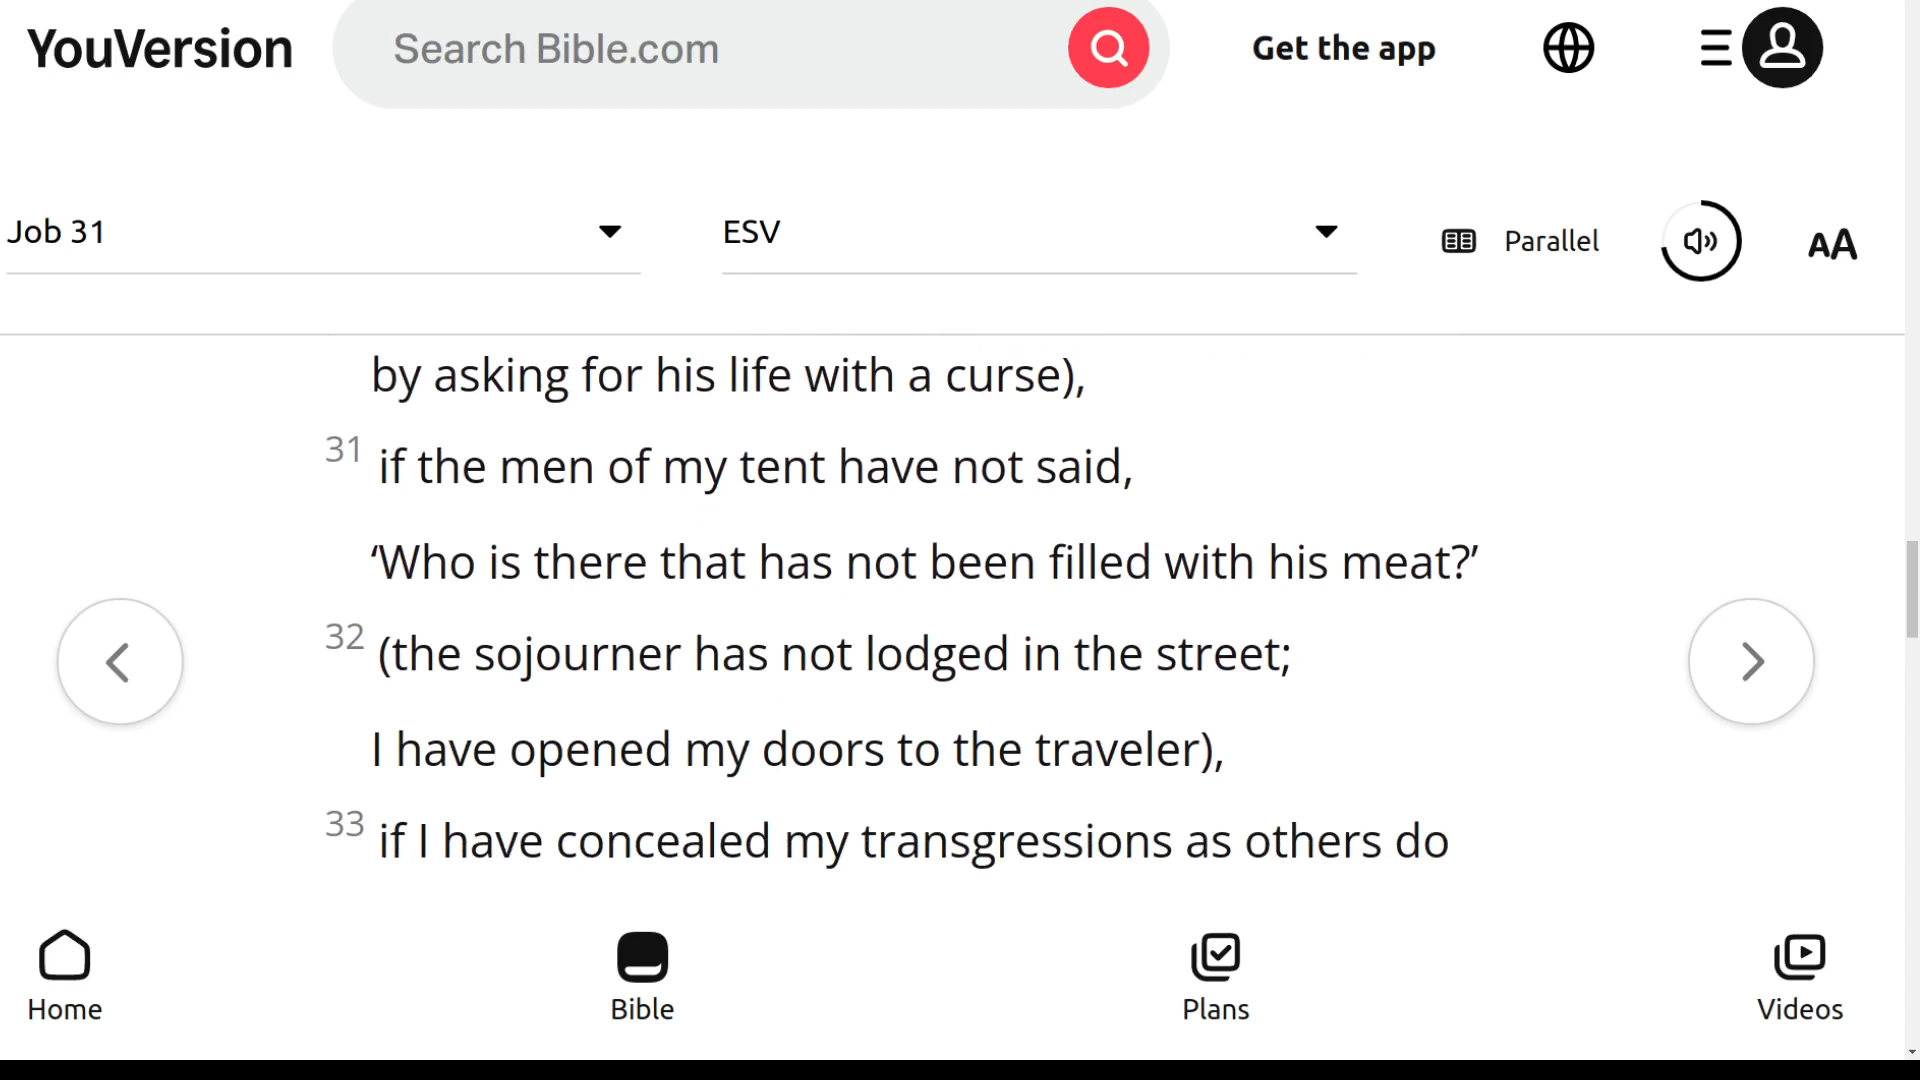 YouVersion
Search Bible.com
Get the app
Job 31
ESV
Parallel
AA
by asking for his life with a curse),
31 if the men of my tent have not said,
‘Who is there that has not been filled with his meat?’
32 (the sojourner has not lodged in the street;
I have opened my doors to the traveler),
33 if I have concealed my transgressions as others do
Home
Bible
Plans
Videos